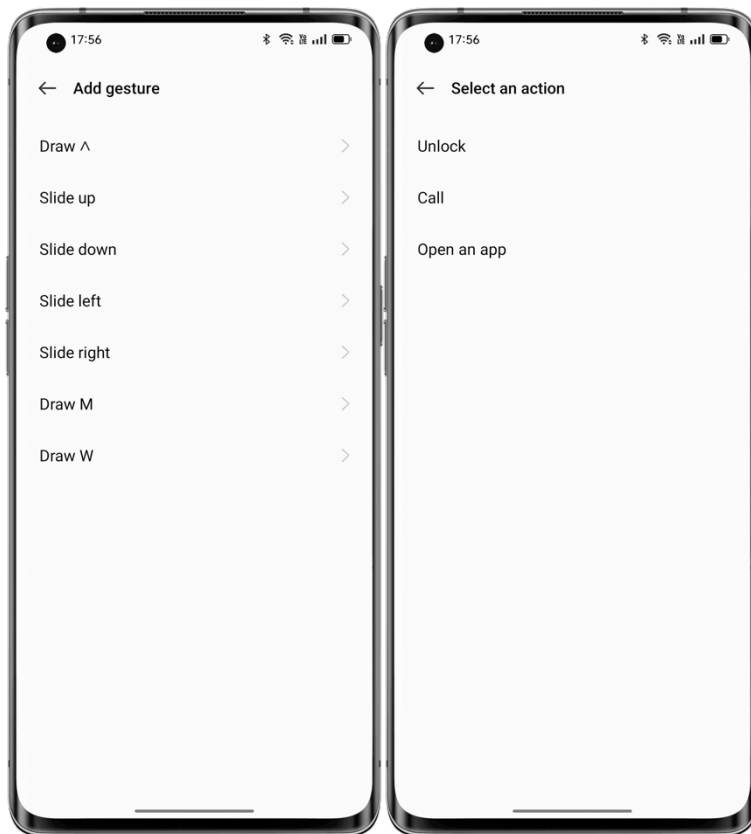 17:56
Add gesture
Draw ∧
Slide up
Slide down
Slide left
Slide right
Draw M
Draw W
17:56
Select an action
Unlock
Call
Open an app